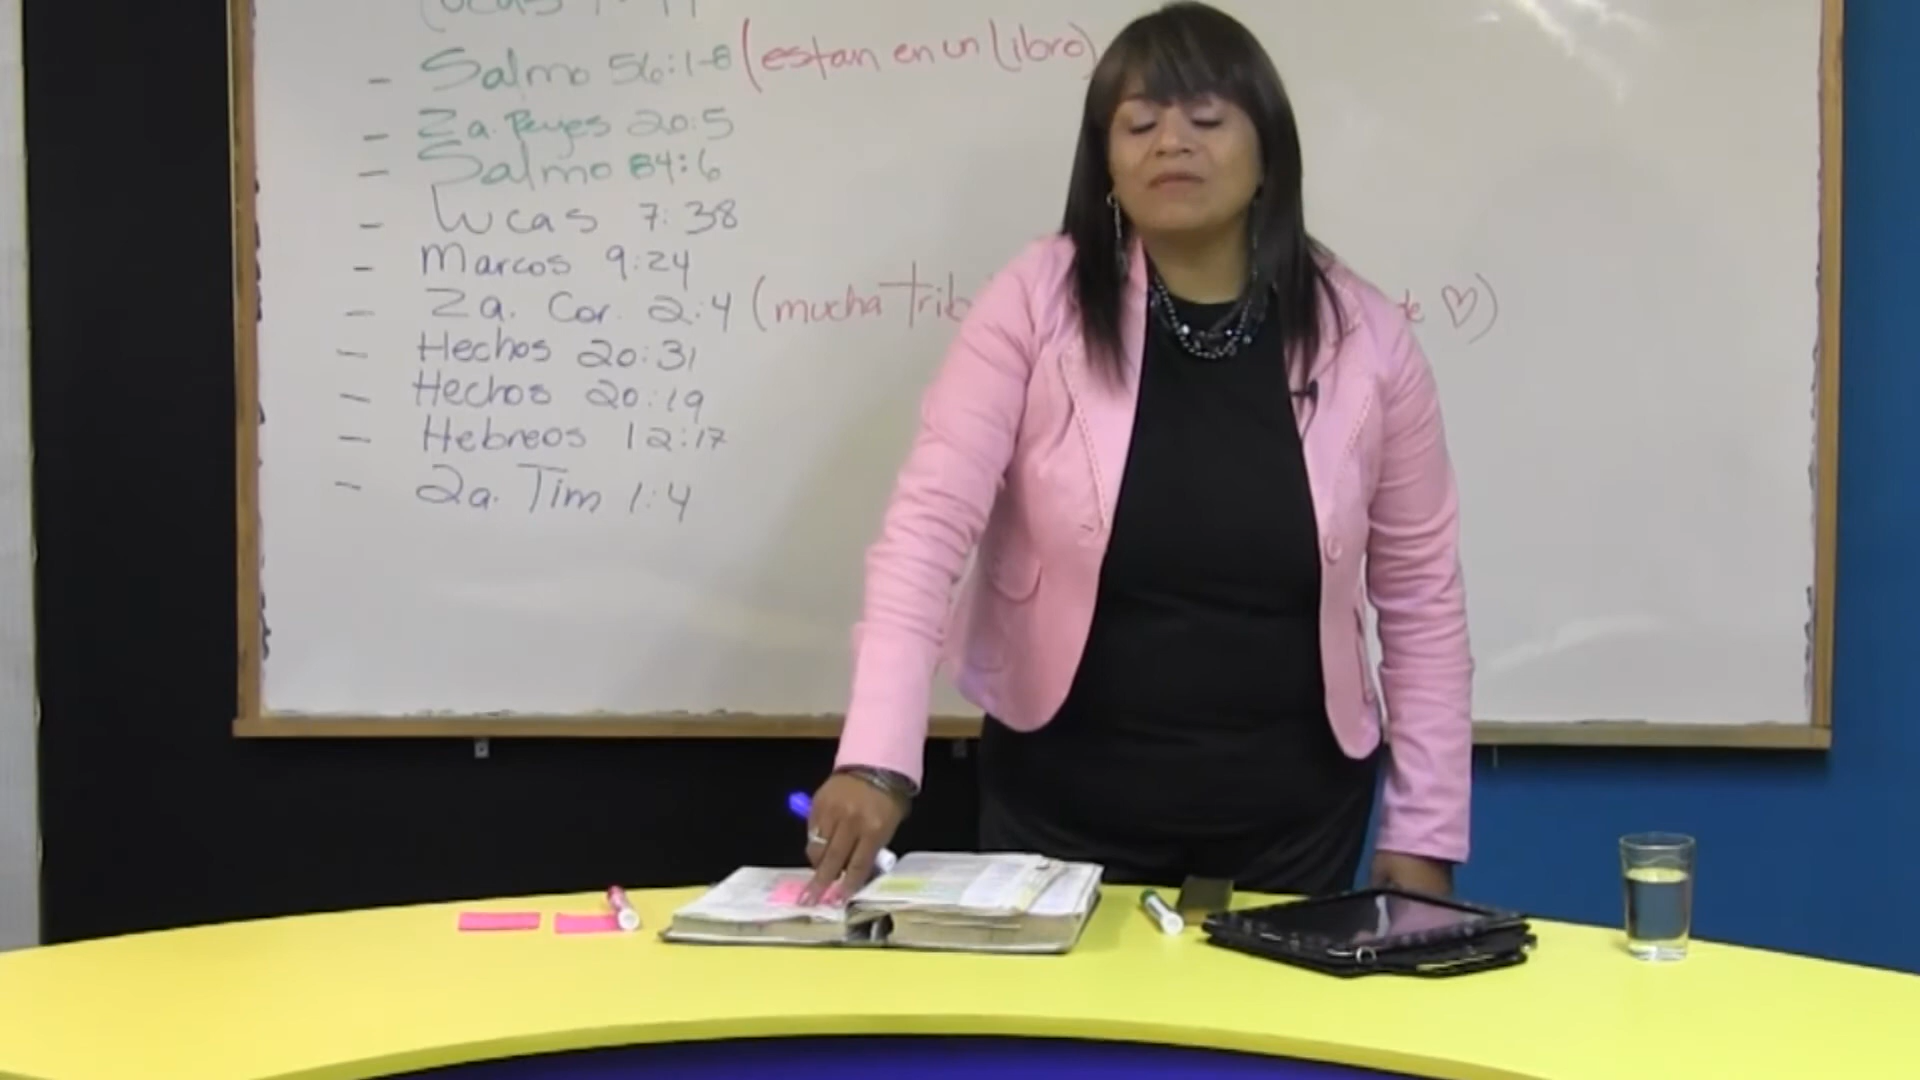 Lucas
- Salmo 56:1-8 (estan en un Libro)
- 2a. Reyes 20:5
- Salmo 84:6
- Lucas 7:38
- Marcos 9:24
- 2a. Cor. 2:4 (mucha trib de ♡)
- Hechos 20:31
- Hechos 20:19
- Hebreos 12:17
- 2a. Tim 1:4